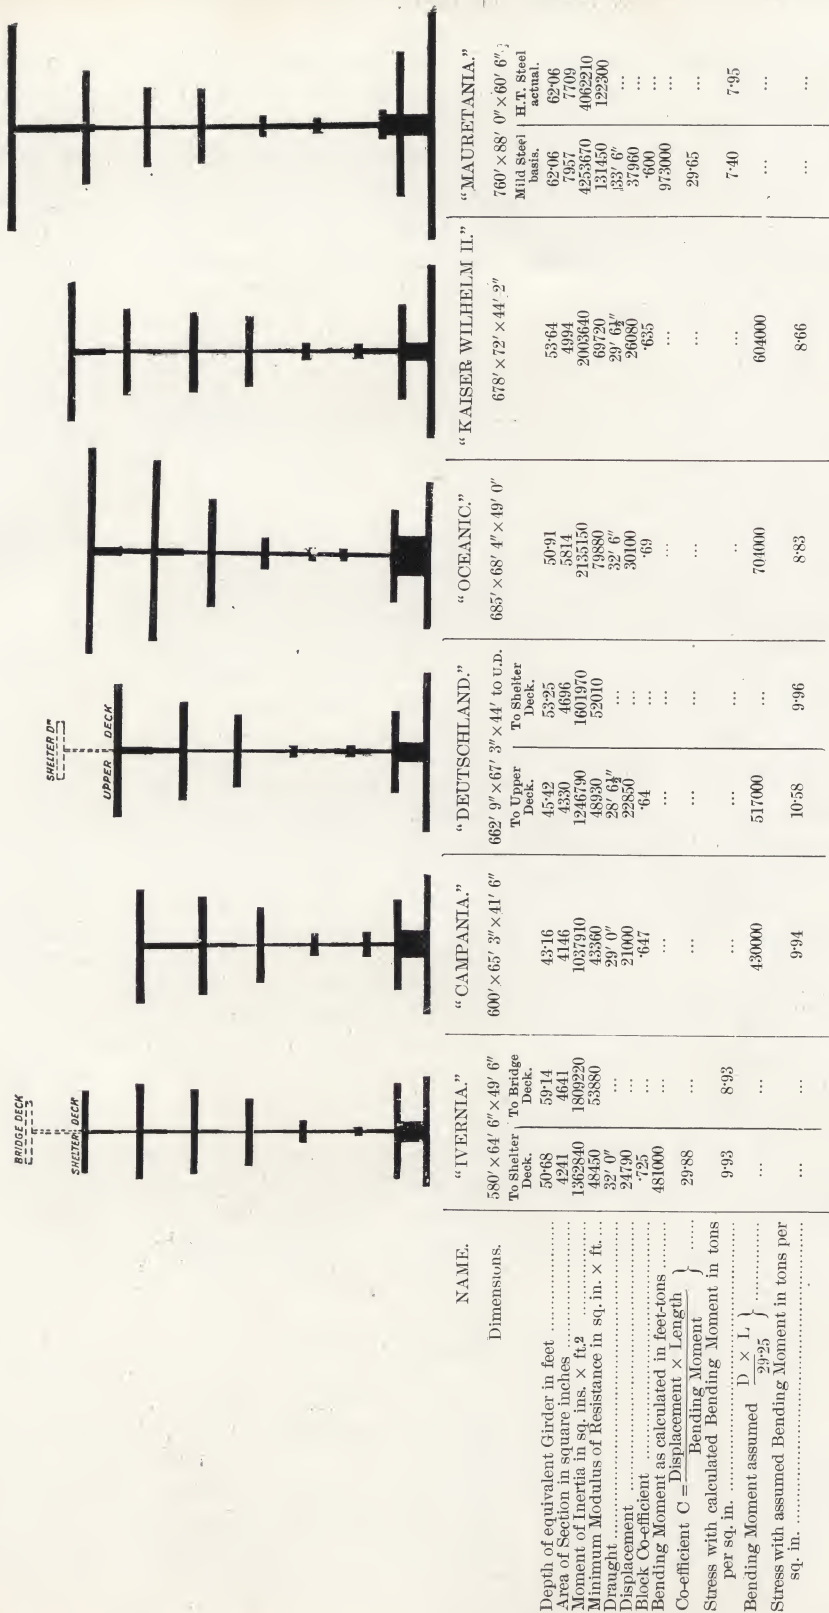 BRIDGE DECK
SHELTER DECK
SHELTER DK
UPPER DECK
NAME.
Dimensions.
Depth of equivalent Girder in feet
Area of Section in square inches
Moment of Inertia in sq. ins. × ft.²
Minimum Modulus of Resistance in sq. in. × ft.
Draught
Displacement
Block Co-efficient
Bending Moment as calculated in feet-tons
Co-efficient C = Displacement × Length / Bending Moment }
Stress with calculated Bending Moment in tons
per sq. in.
Bending Moment assumed D × L / 29·25 }
Stress with assumed Bending Moment in tons per
sq. in.
"IVERNIA."
580′ × 64′ 6″ × 49′ 6″
To Shelter Deck.
50·68
4241
1362840
48450
32′ 0″
24790
·725
481000
29·88
9·93
...
...
To Bridge Deck.
59·14
4641
1809220
53880
...
...
...
...
...
8·93
...
...
"CAMPANIA."
600′ × 65′ 3″ × 41′ 6″
43·16
4146
1037910
43360
29′ 0″
21000
·647
...
...
...
430000
9·94
"DEUTSCHLAND."
662′ 9″ × 67′ 3″ × 44′ to U.D.
To Upper Deck.
45·42
4330
1246790
48930
28′ 6½″
22850
·64
...
...
...
517000
10·58
To Shelter Deck.
53·25
4696
1601970
52010
...
...
...
...
...
...
...
9·96
"OCEANIC."
685′ × 68′ 4″ × 49′ 0″
50·91
5814
2135150
79880
32′ 6″
30100
·69
...
...
..
704000
8·83
"KAISER WILHELM II."
678′ × 72′ × 44′ 2″
53·64
4994
2003640
69720
29′ 6½″
26080
·635
...
...
...
604000
8·66
"MAURETANIA."
760′ × 88′ 0″ × 60′ 6″.
Mild Steel basis.
62·06
7957
4253670
131450
33′ 6″
37960
·600
973000
29·65
7·40
...
...
H.T. Steel actual.
62·06
7709
4062210
122300
...
...
...
...
...
7·95
...
...